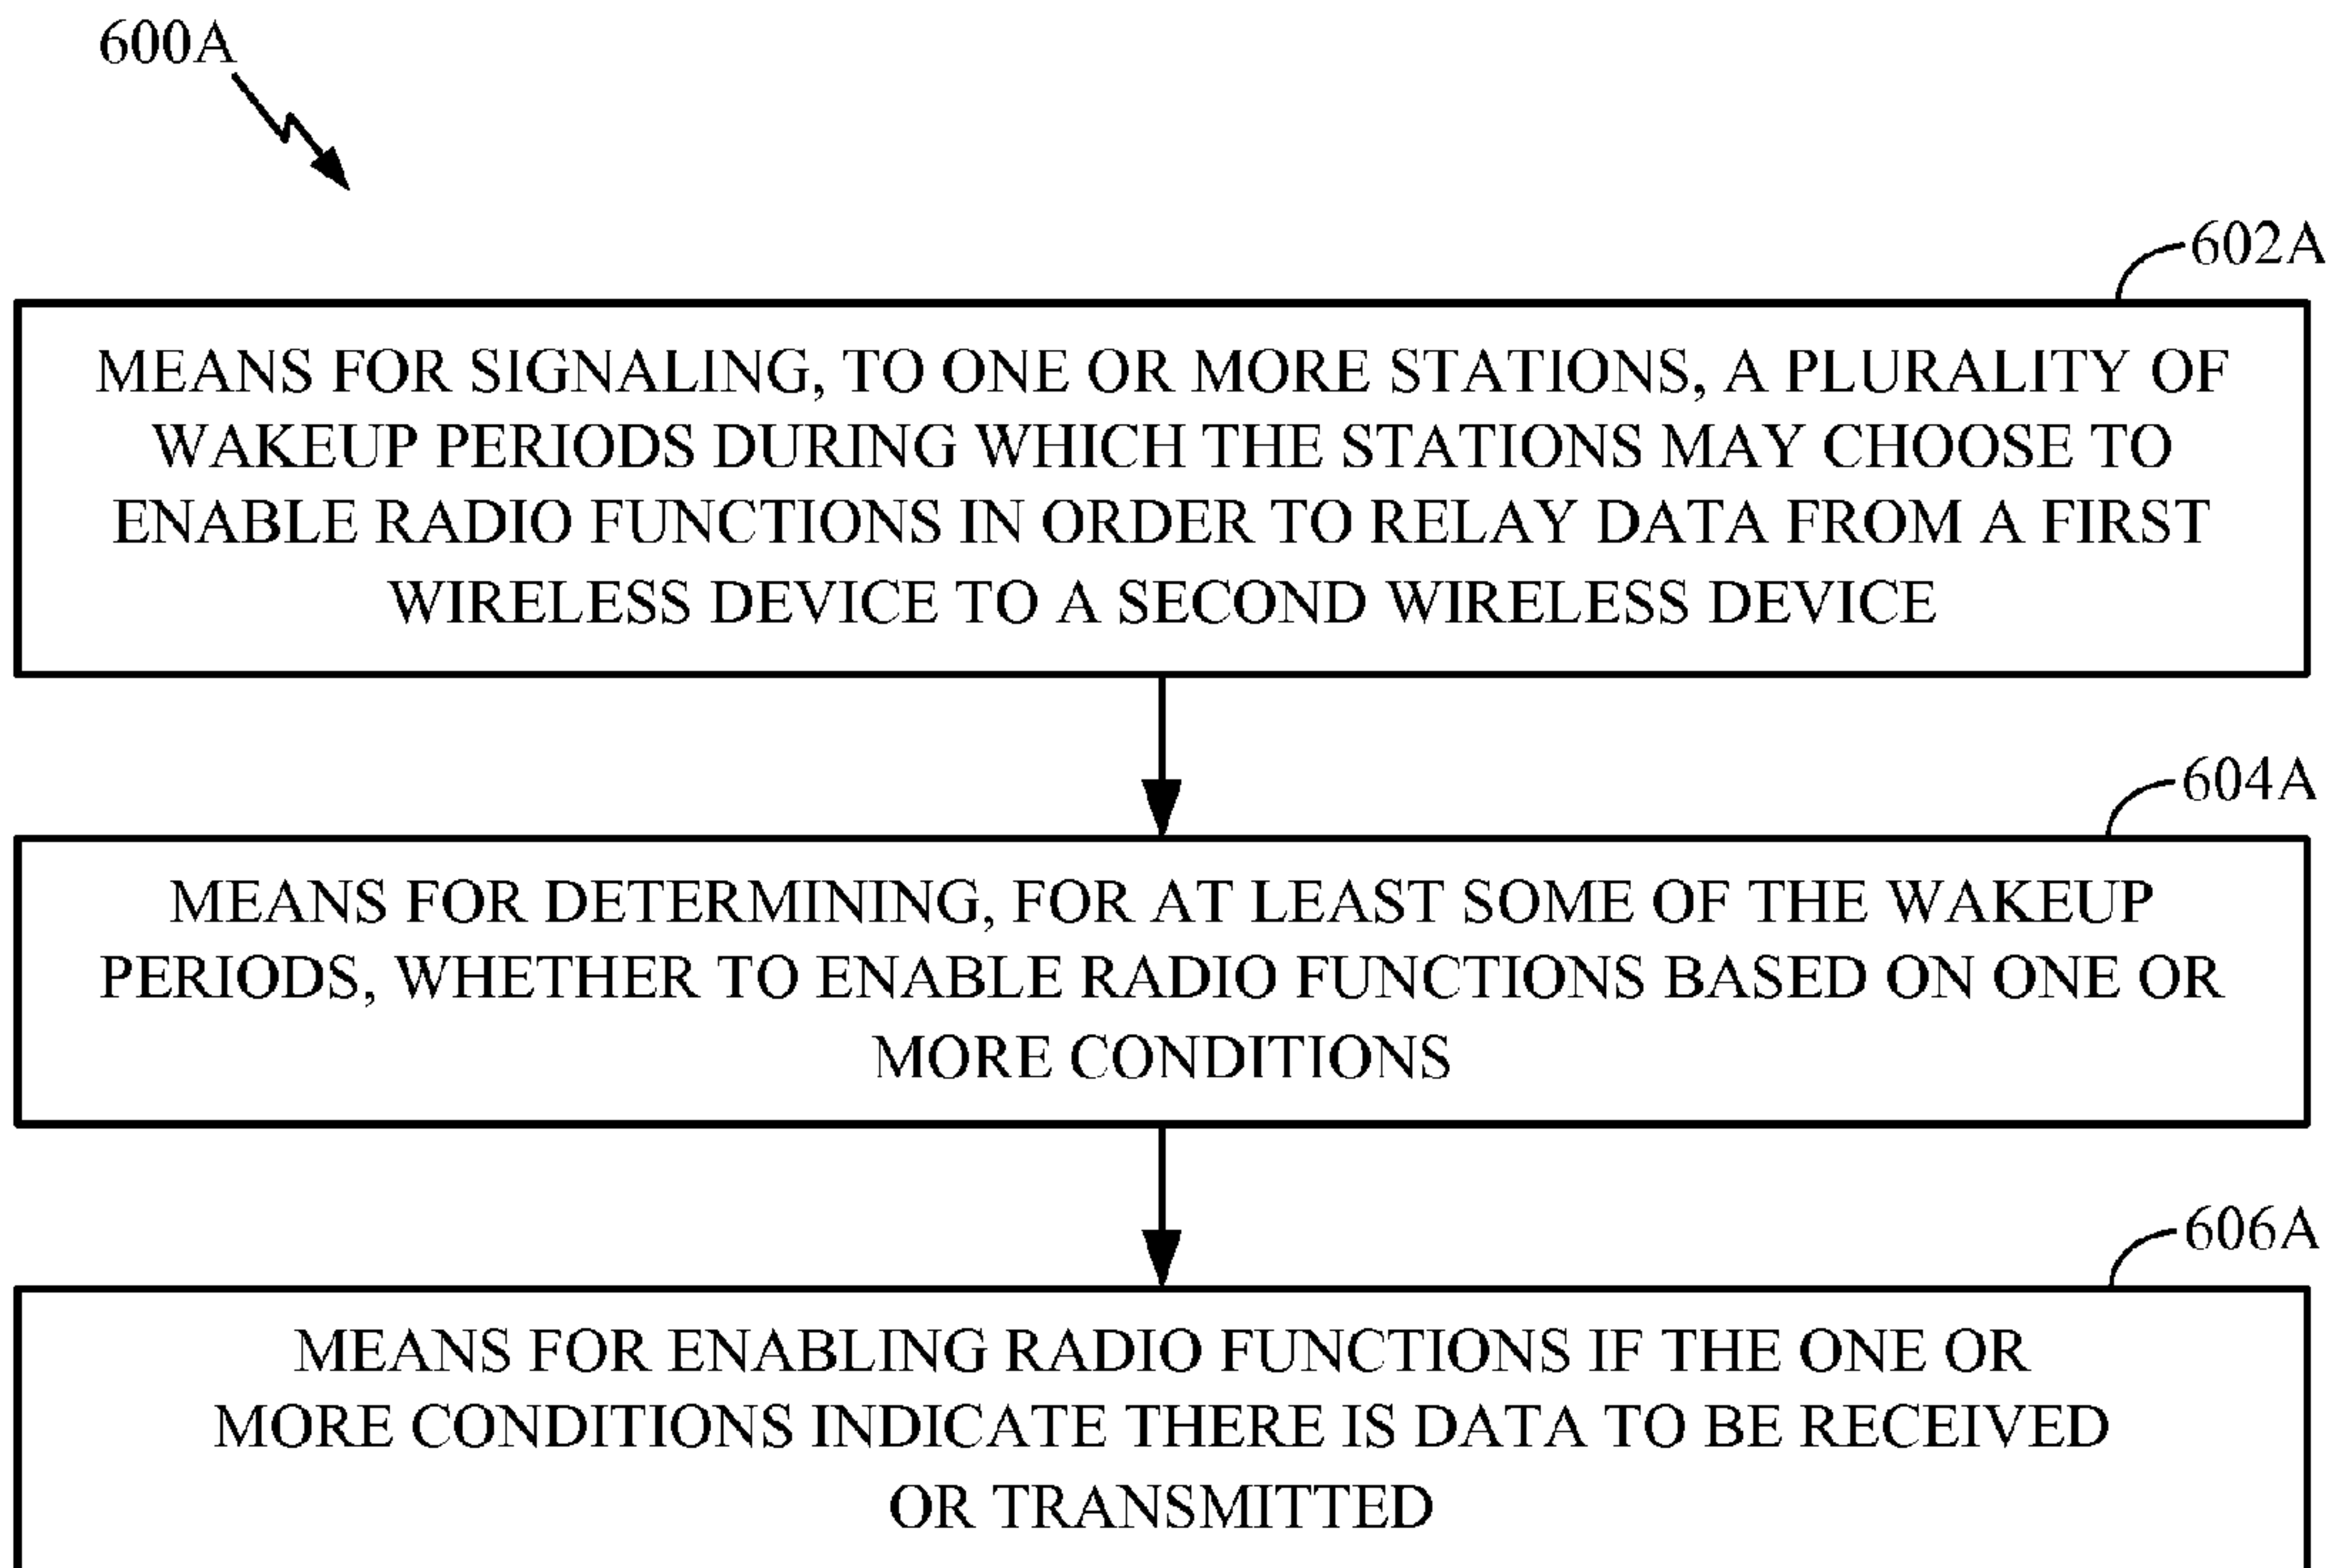 600A
602A
MEANS FOR SIGNALING, TO ONE OR MORE STATIONS, A PLURALITY OF
WAKEUP PERIODS DURING WHICH THE STATIONS MAY CHOOSE TO
ENABLE RADIO FUNCTIONS IN ORDER TO RELAY DATA FROM A FIRST
WIRELESS DEVICE TO A SECOND WIRELESS DEVICE
604A
MEANS FOR DETERMINING, FOR AT LEAST SOME OF THE WAKEUP
PERIODS, WHETHER TO ENABLE RADIO FUNCTIONS BASED ON ONE OR
MORE CONDITIONS
606A
MEANS FOR ENABLING RADIO FUNCTIONS IF THE ONE OR
MORE CONDITIONS INDICATE THERE IS DATA TO BE RECEIVED
OR TRANSMITTED